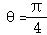 θ = π/4